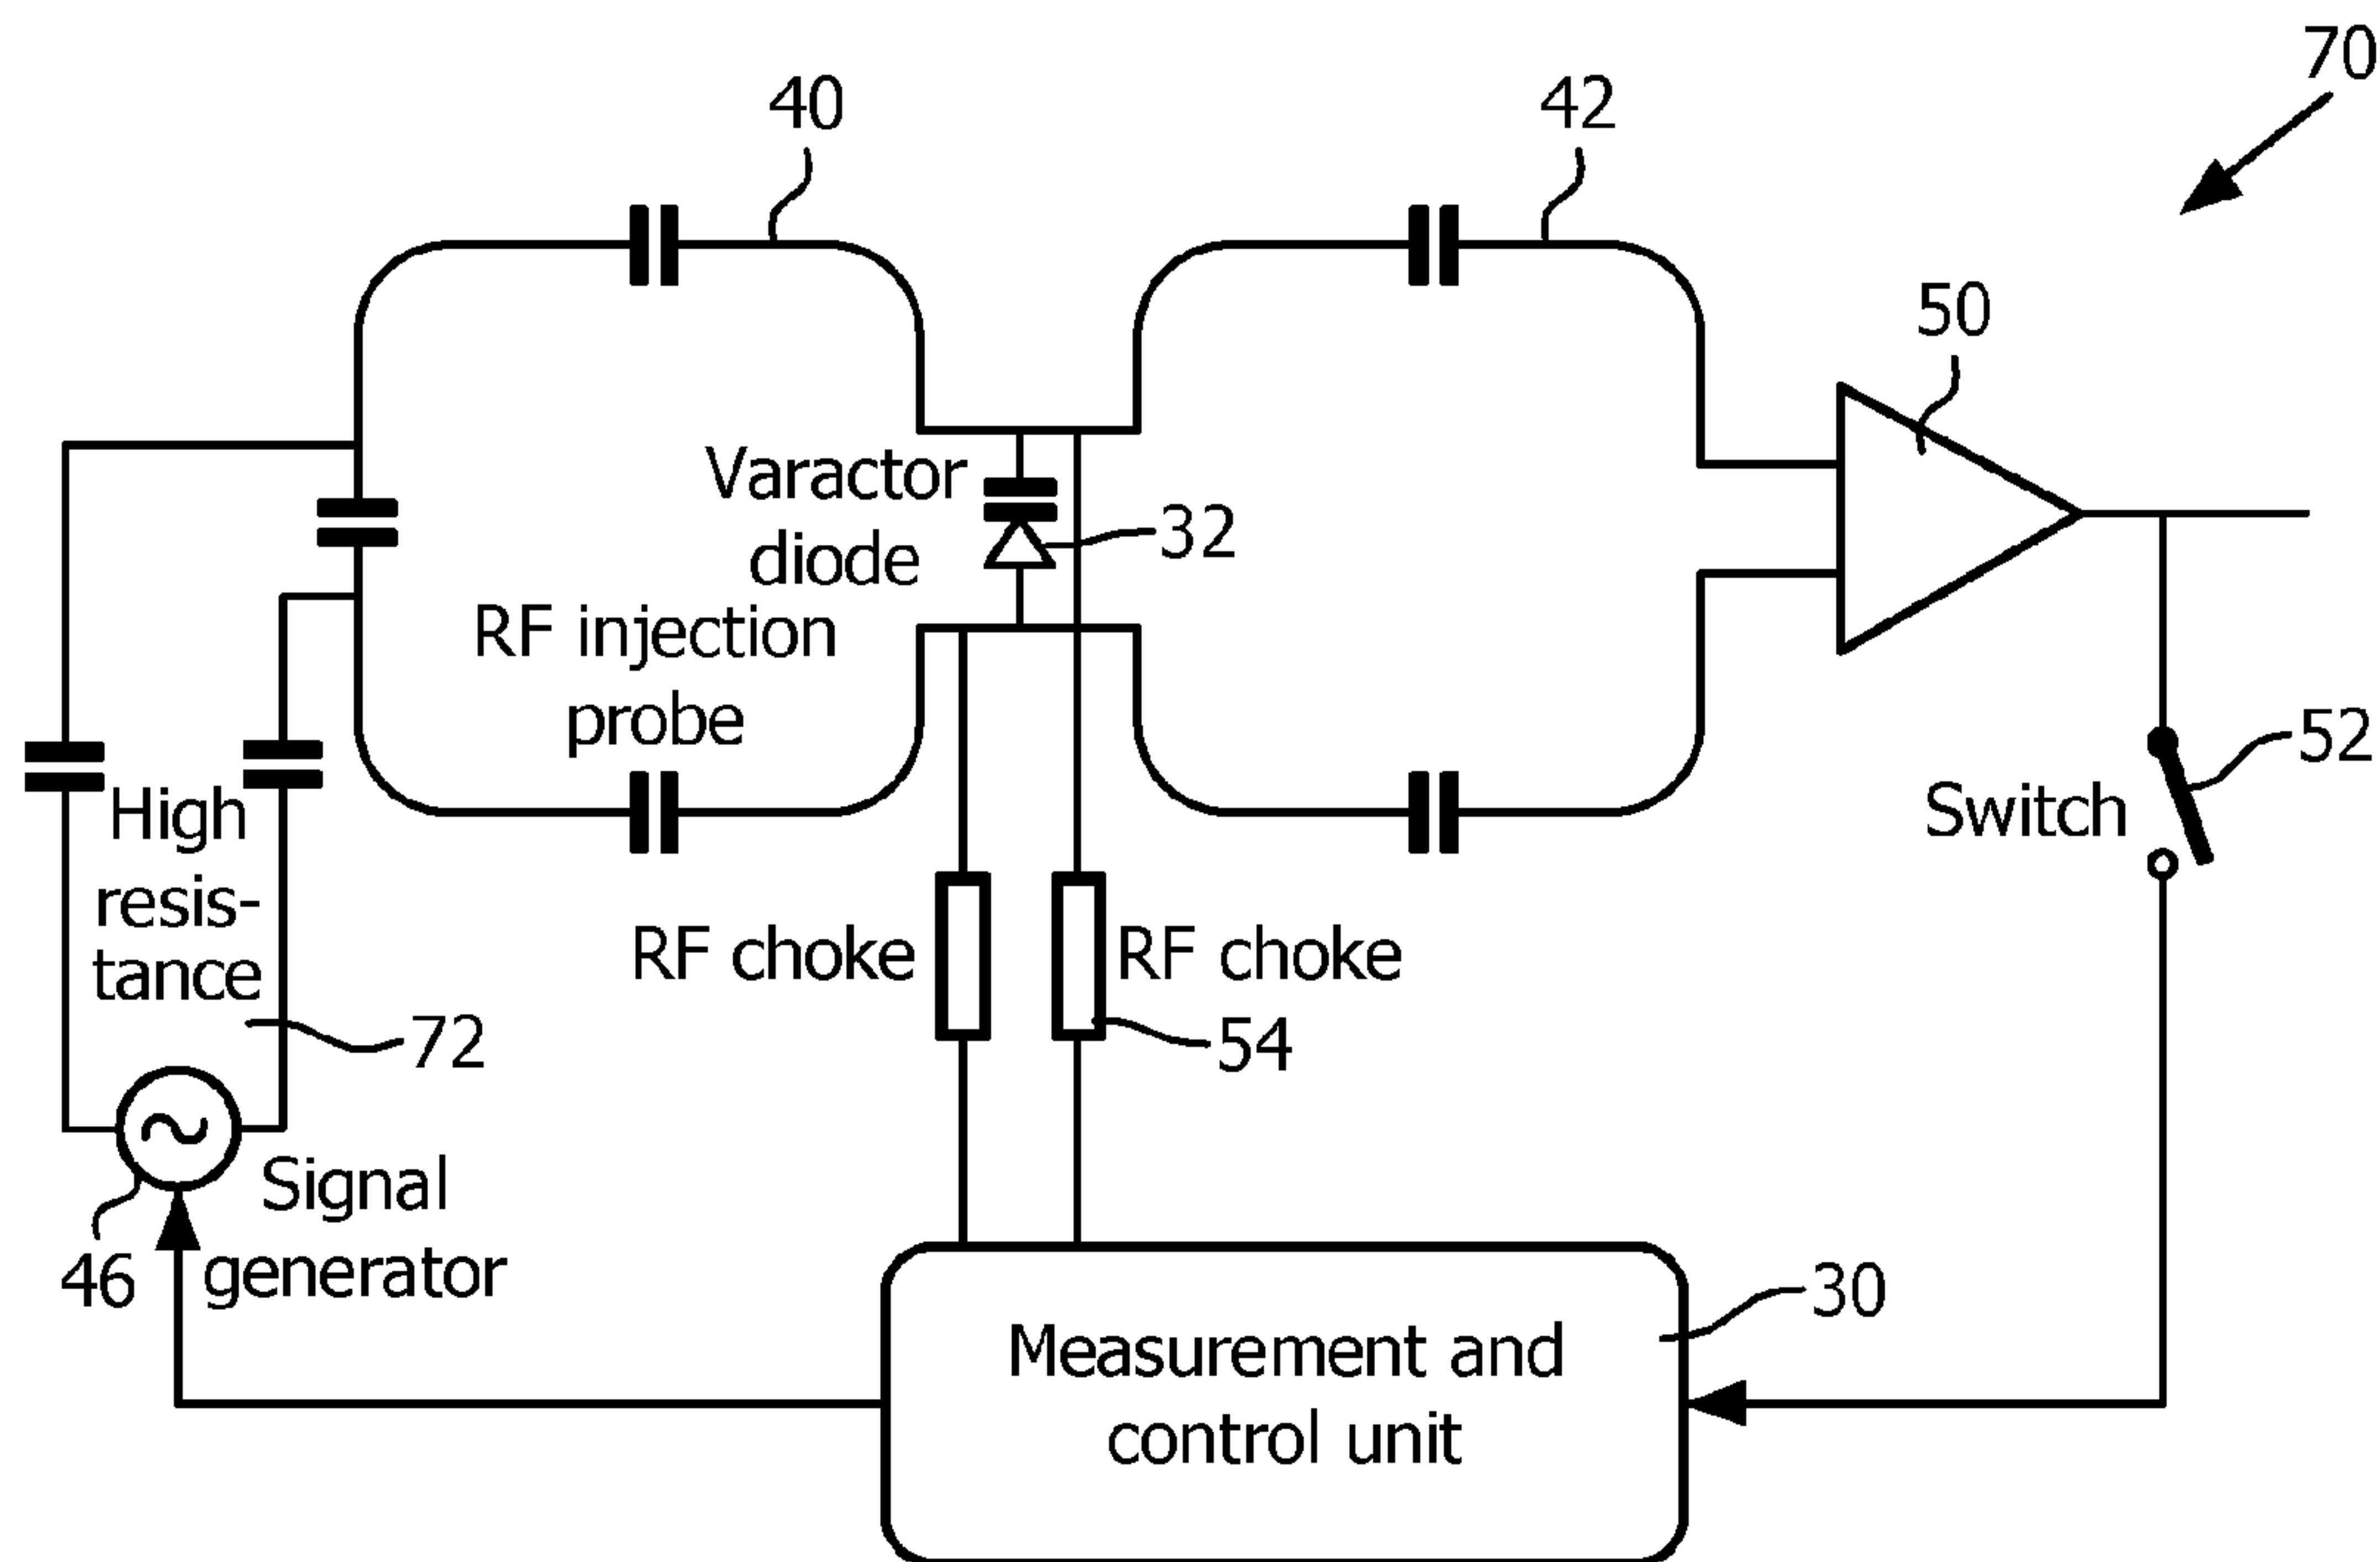 70
40
42
50
Varactor
diode
32
RF injection
probe
52
Switch
High
resis-
tance
RF choke
RF choke
72
54
Signal
generator
46
30
Measurement and
control unit